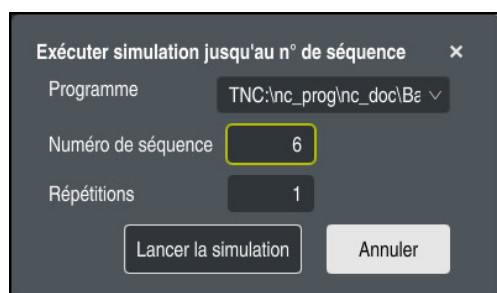 Exécuter simulation jusqu'au n° de séquence
Programme TNC:\nc_prog\nc_doc\Ba
Numéro de séquence 6
Répétitions 1
Lancer la simulation Annuler